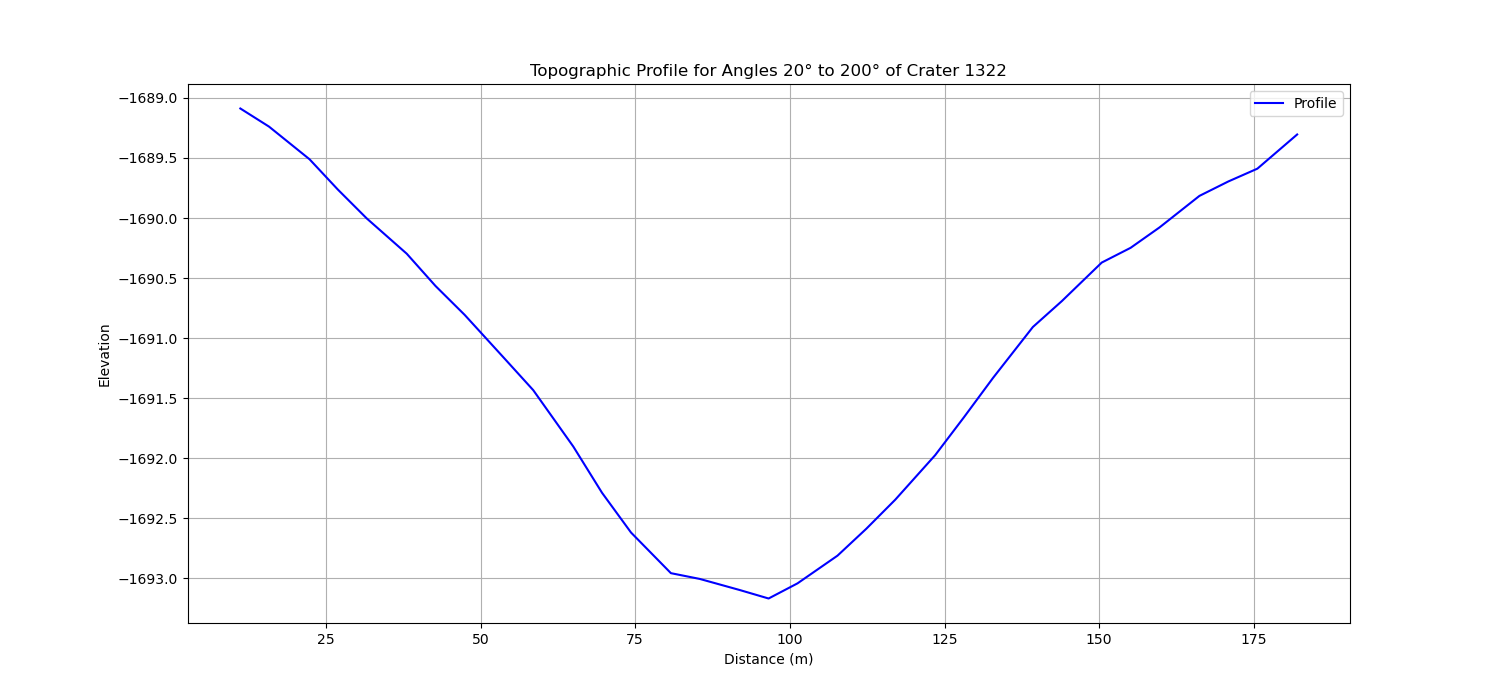 Topographic Profile for Angles 20° to 200° of Crater 1322
Profile
−1689.0
−1689.5
−1690.0
−1690.5
−1691.0
−1691.5
−1692.0
−1692.5
−1693.0
Elevation
25 50 75 100 125 150 175
Distance (m)